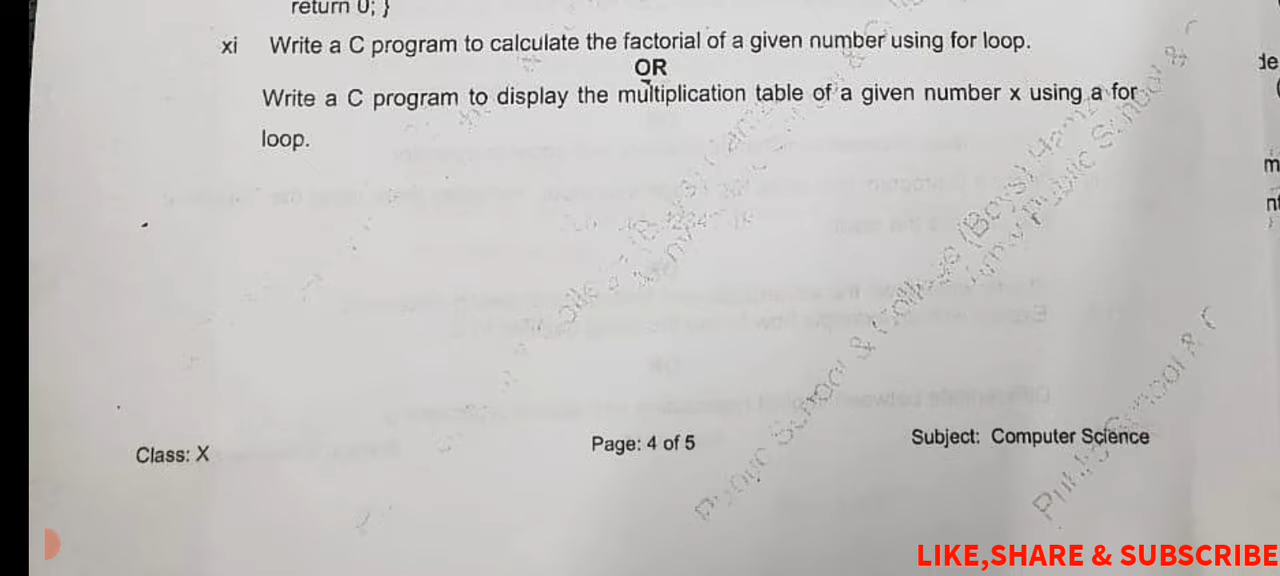 return 0; }
xi Write a C program to calculate the factorial of a given number using for loop.
OR
Write a C program to display the multiplication table of a given number x using a for
loop.
Class: X
Page: 4 of 5
Subject: Computer Science
LIKE,SHARE & SUBSCRIBE